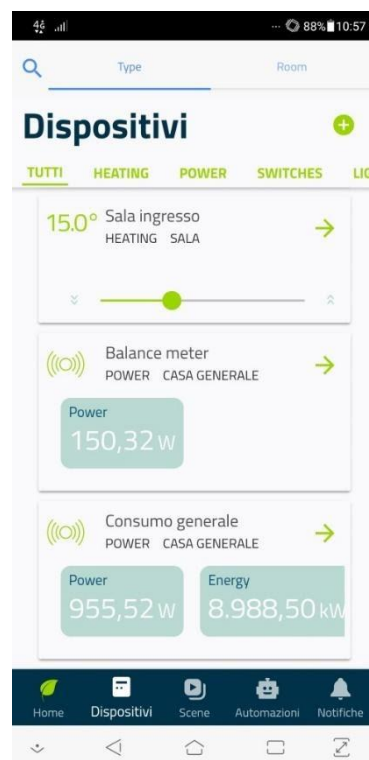 88% 10:57
Type Room
Dispositivi
TUTTI HEATING POWER SWITCHES LIG
15.0° Sala ingresso
HEATING SALA
Balance meter
POWER CASA GENERALE
Power
150,32 W
Consumo generale
POWER CASA GENERALE
Power Energy
955,52 W 8.988,50 kW
Home Dispositivi Scene Automazioni Notifiche